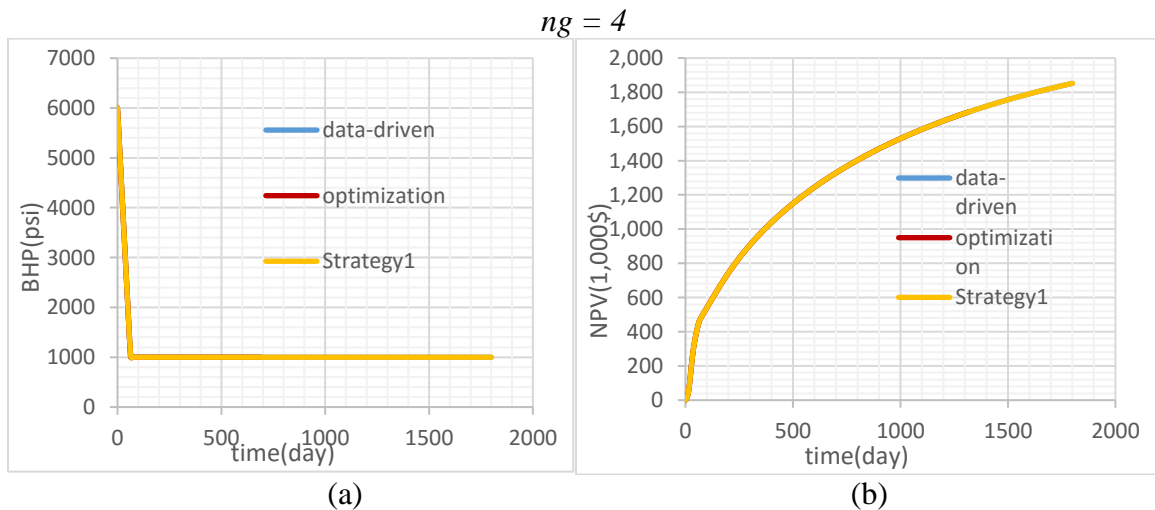 ng = 4
7000
6000
5000
4000
3000
2000
1000
0
BHP(psi)
0
500
1000
1500
2000
time(day)
data-driven
optimization
Strategy1
(a)
2,000
1,800
1,600
1,400
1,200
1,000
800
600
400
200
0
NPV(1,000$)
0
500
1000
1500
2000
time(day)
data-
driven
optimizati
on
Strategy1
(b)